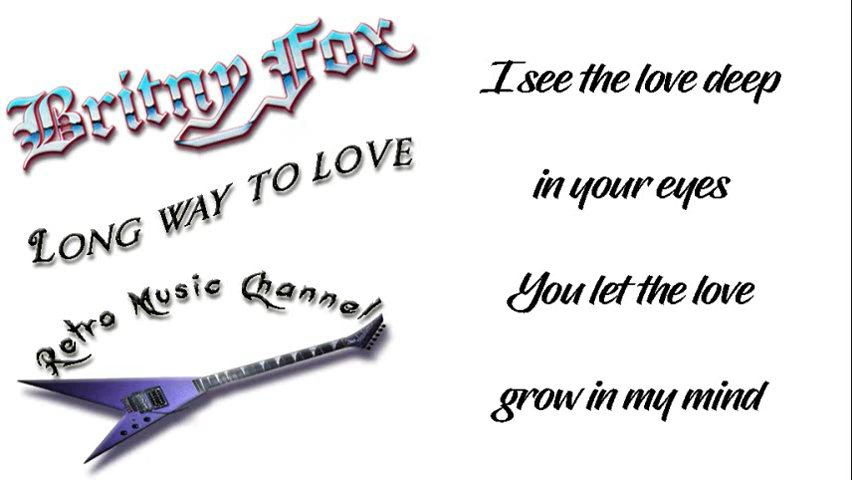 Britny Fox
LONG WAY TO LOVE
Retro Music Channel
I see the love deep
in your eyes
You let the love
grow in my mind